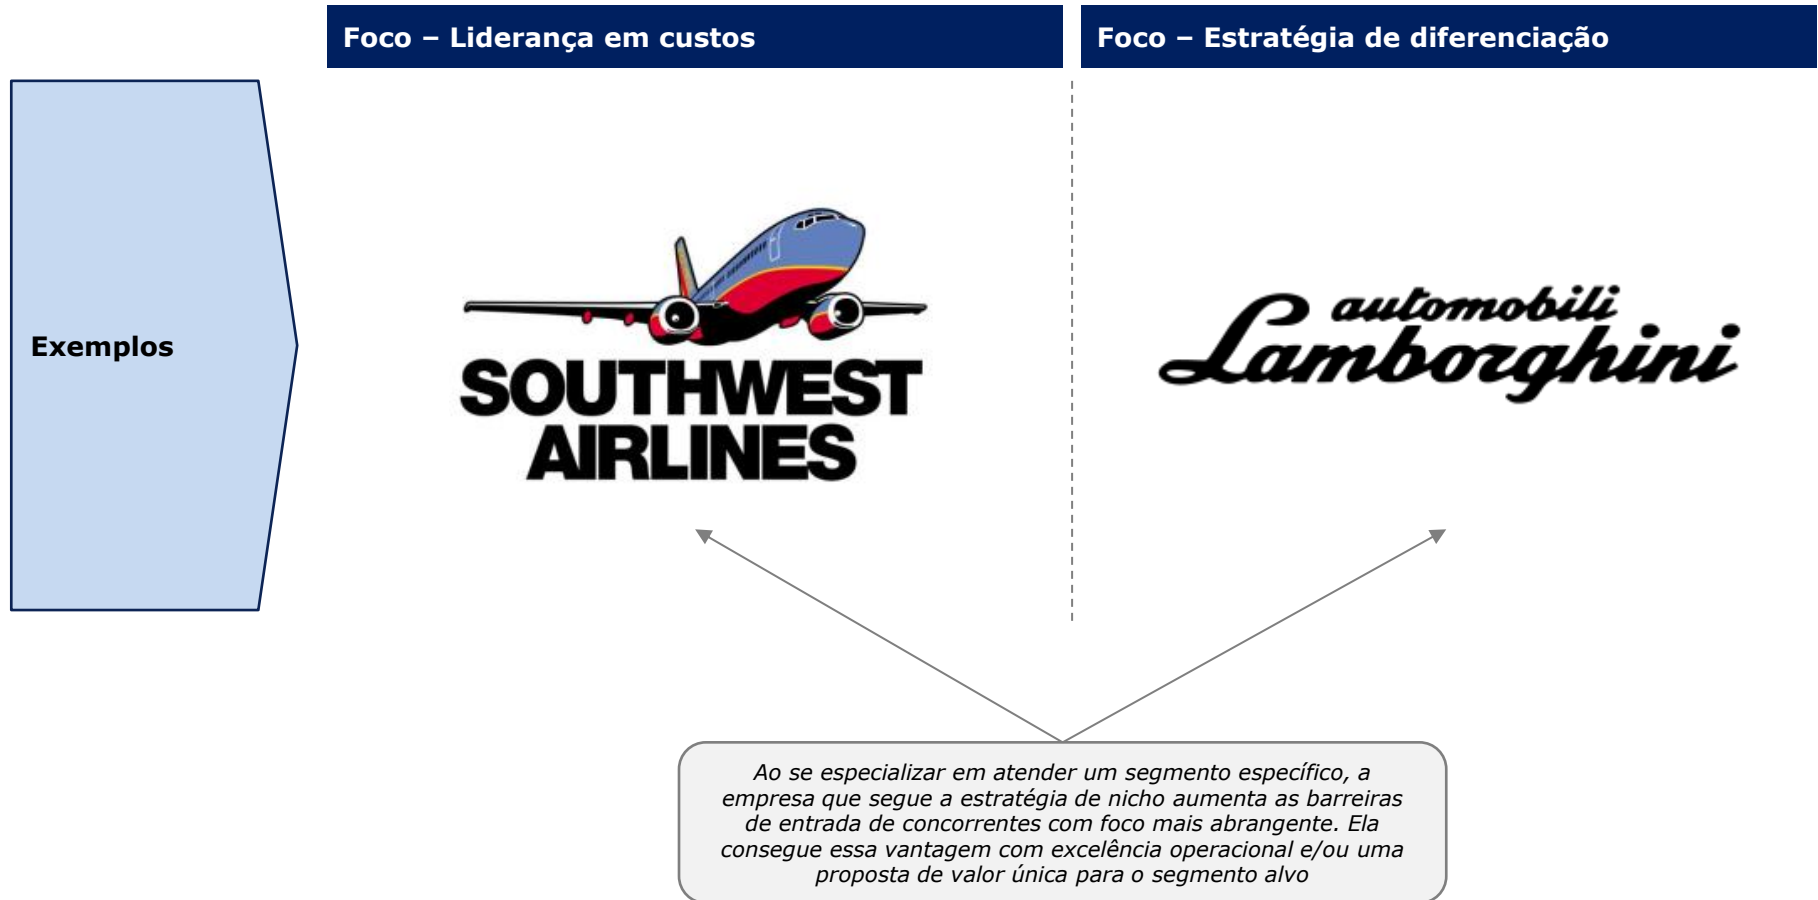 Foco – Liderança em custos
Foco – Estratégia de diferenciação
Exemplos
SOUTHWEST
AIRLINES
automobili
Lamborghini
Ao se especializar em atender um segmento específico, a
empresa que segue a estratégia de nicho aumenta as barreiras
de entrada de concorrentes com foco mais abrangente. Ela
consegue essa vantagem com excelência operacional e/ou uma
proposta de valor única para o segmento alvo